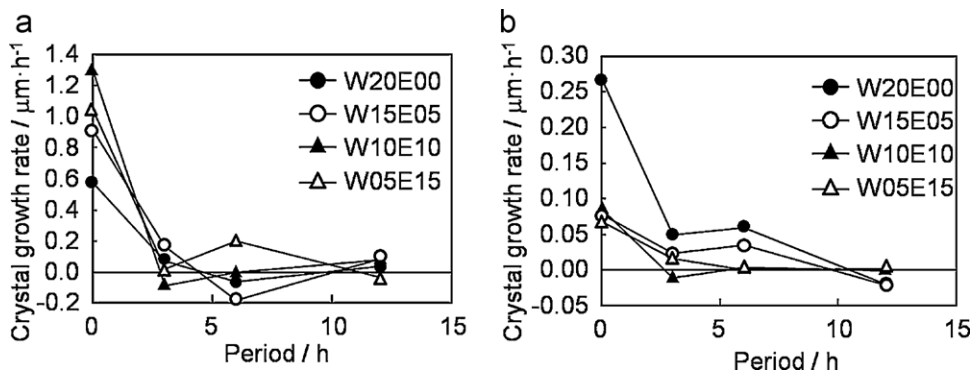 a
Crystal growth rate / μm·h⁻¹
1.4
1.2
1.0
0.8
0.6
0.4
0.2
0.0
-0.2
W20E00
W15E05
W10E10
W05E15
0
5
10
15
Period / h
b
Crystal growth rate / μm·h⁻¹
0.30
0.25
0.20
0.15
0.10
0.05
0.00
-0.05
W20E00
W15E05
W10E10
W05E15
0
5
10
15
Period / h